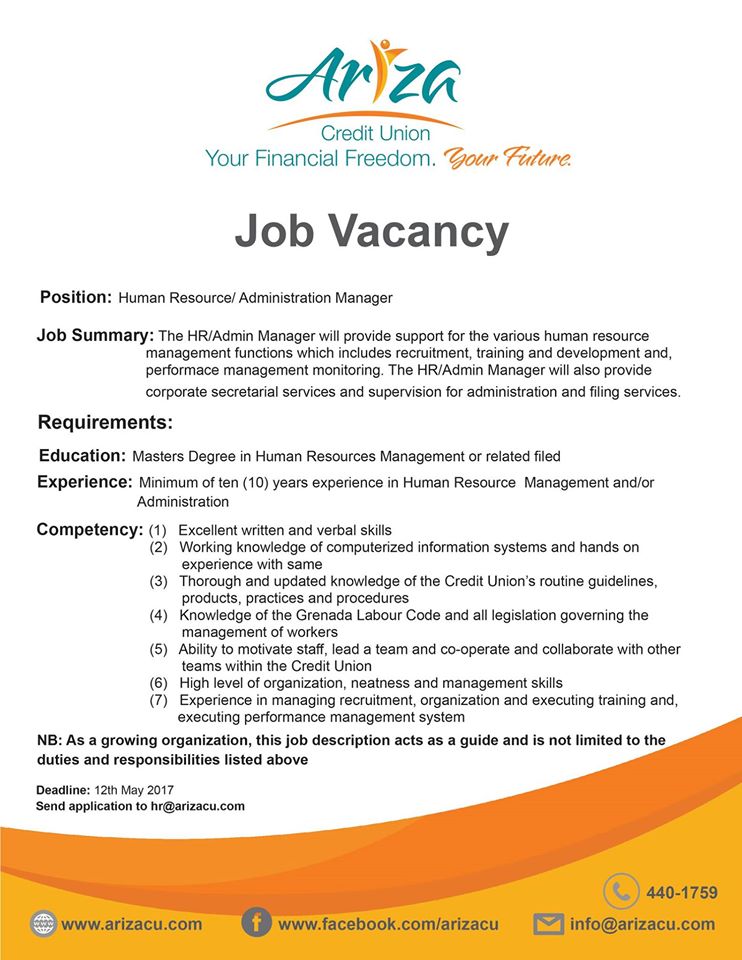 Ariza
Credit Union
Your Financial Freedom. Your Future.
Job Vacancy
Position: Human Resource/ Administration Manager
Job Summary: The HR/Admin Manager will provide support for the various human resource
management functions which includes recruitment, training and development and,
performace management monitoring. The HR/Admin Manager will also provide
corporate secretarial services and supervision for administration and filing services.
Requirements:
Education: Masters Degree in Human Resources Management or related filed
Experience: Minimum of ten (10) years experience in Human Resource Management and/or
Administration
Competency: (1) Excellent written and verbal skills
(2) Working knowledge of computerized information systems and hands on
experience with same
(3) Thorough and updated knowledge of the Credit Union's routine guidelines,
products, practices and procedures
(4) Knowledge of the Grenada Labour Code and all legislation governing the
management of workers
(5) Ability to motivate staff, lead a team and co-operate and collaborate with other
teams within the Credit Union
(6) High level of organization, neatness and management skills
(7) Experience in managing recruitment, organization and executing training and,
executing performance management system
NB: As a growing organization, this job description acts as a guide and is not limited to the
duties and responsibilities listed above
Deadline: 12th May 2017
Send application to hr@arizacu.com
440-1759
www.arizacu.com www.facebook.com/arizacu info@arizacu.com